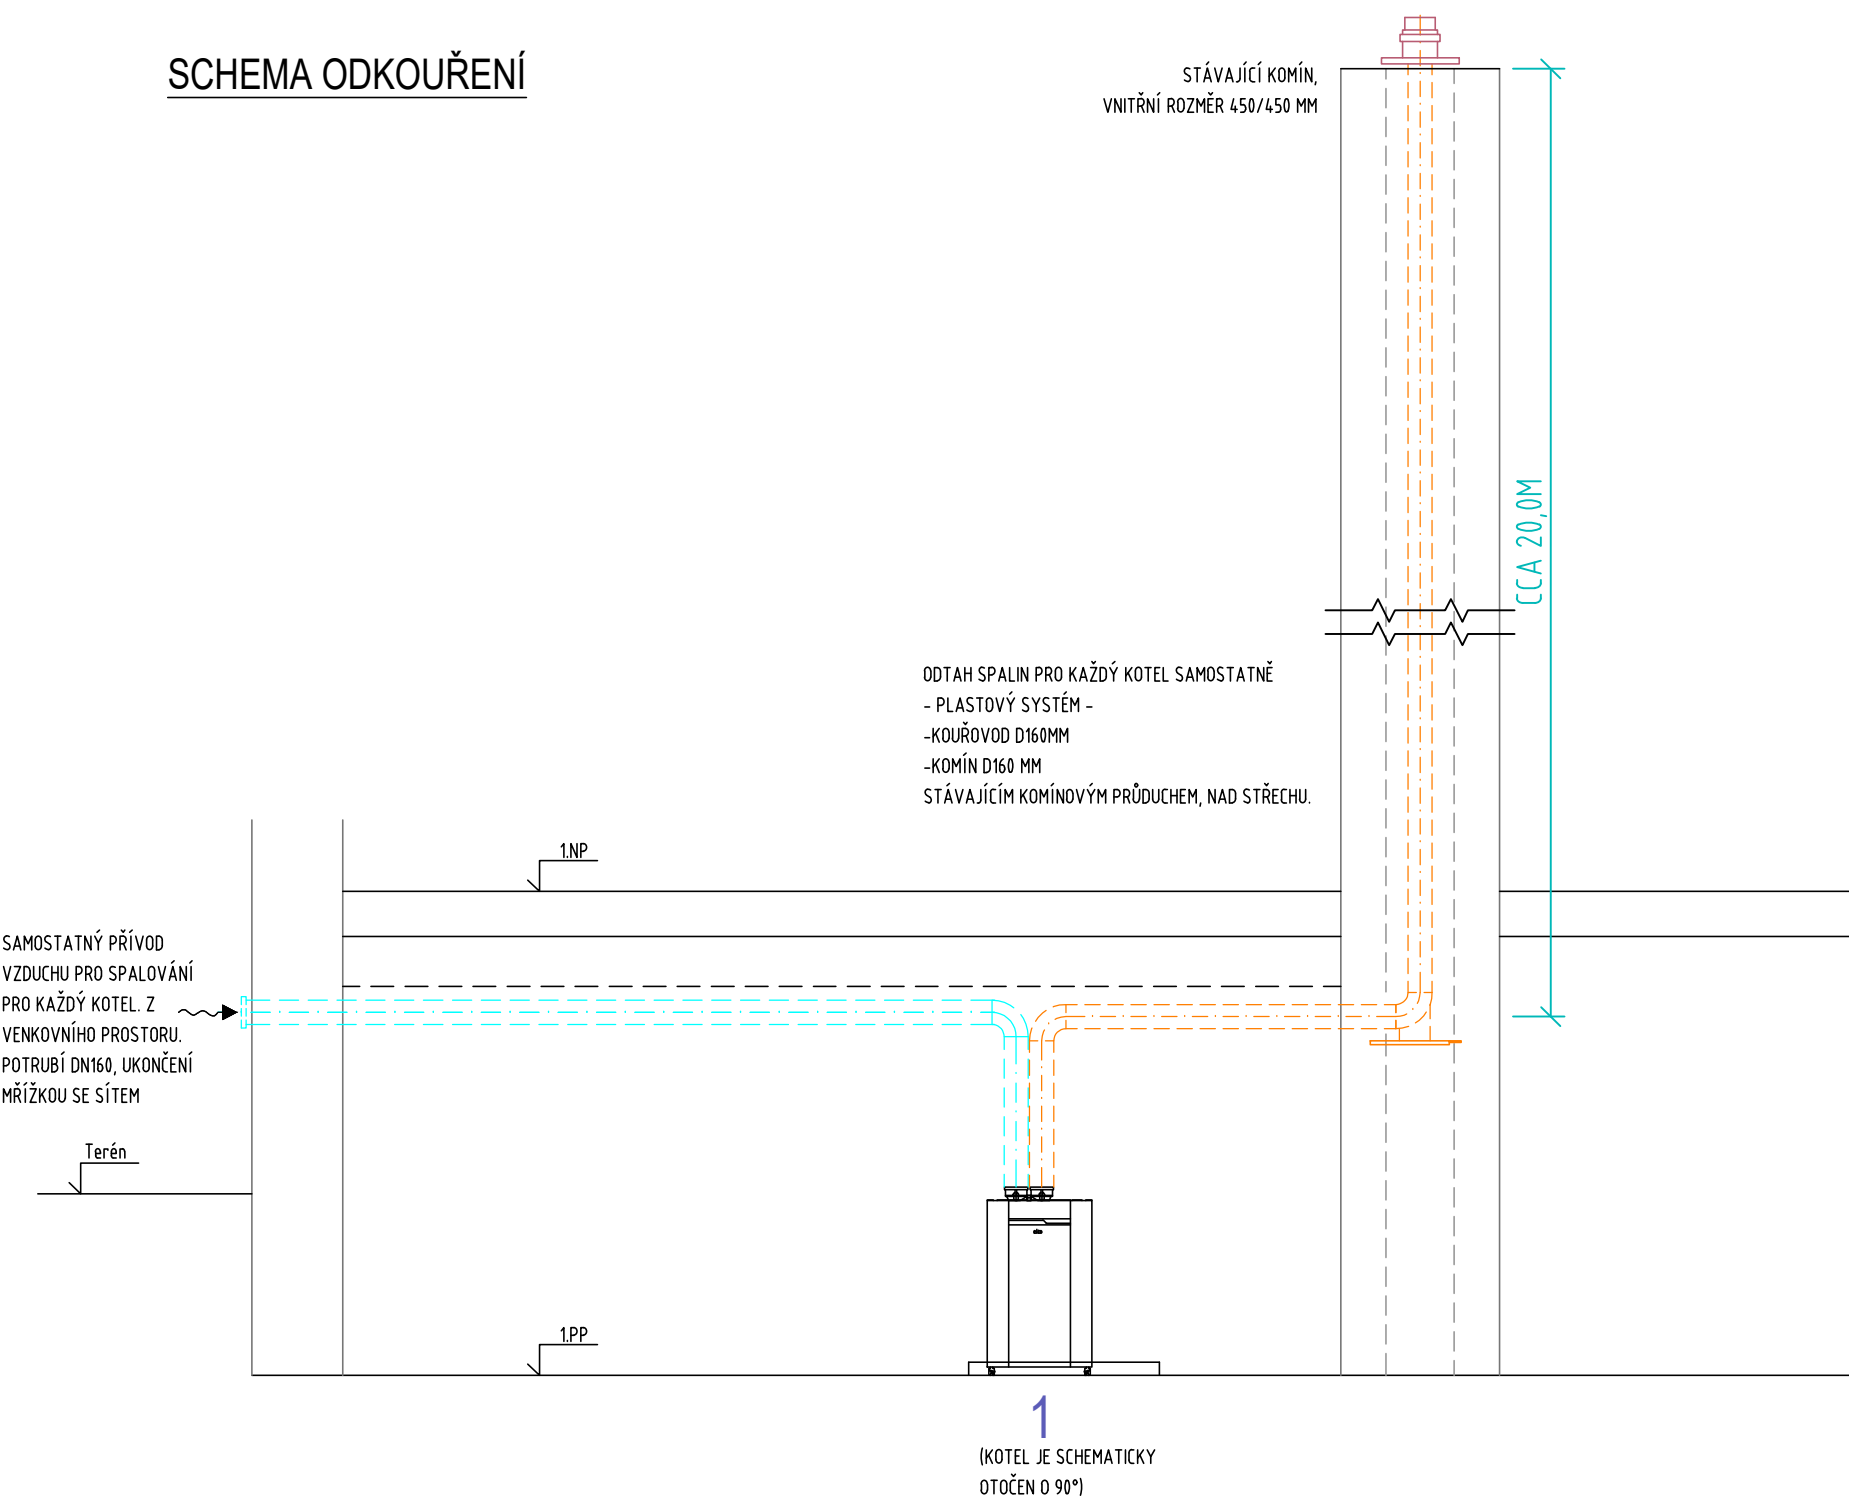 SCHEMA ODKOUŘENÍ
STÁVAJÍCÍ KOMÍN,
VNITŘNÍ ROZMĚR 450/450 MM
CCA 20,0M
ODTAH SPALIN PRO KAŽDÝ KOTEL SAMOSTATNĚ
- PLASTOVÝ SYSTÉM -
-KOUŘOVOD D160MM
-KOMÍN D160 MM
STÁVAJÍCÍM KOMÍNOVÝM PRŮDUCHEM, NAD STŘECHU.
1.NP
SAMOSTATNÝ PŘÍVOD
VZDUCHU PRO SPALOVÁNÍ
PRO KAŽDÝ KOTEL. Z
VENKOVNÍHO PROSTORU.
POTRUBÍ DN160, UKONČENÍ
MŘÍŽKOU SE SÍTEM
Terén
1.PP
1
(KOTEL JE SCHEMATICKY
OTOČEN O 90°)